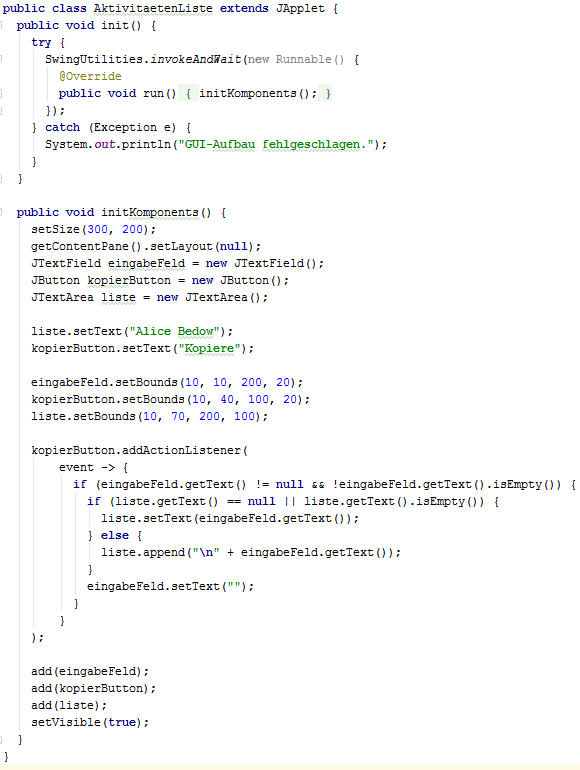 public class AktivitaetenListe extends JApplet {
public void init() {
try {
SwingUtilities.invokeAndWait(new Runnable() {
@Override
public void run() { initKomponents(); }
});
} catch (Exception e) {
System.out.println("GUI-Aufbau fehlgeschlagen.");
}
}
public void initKomponents() {
setSize(300, 200);
getContentPane().setLayout(null);
JTextField eingabeFeld = new JTextField();
JButton kopierButton = new JButton();
JTextArea liste = new JTextArea();
liste.setText("Alice Bedow");
kopierButton.setText("Kopiere");
eingabeFeld.setBounds(10, 10, 200, 20);
kopierButton.setBounds(10, 40, 100, 20);
liste.setBounds(10, 70, 200, 100);
kopierButton.addActionListener(
event -> {
if (eingabeFeld.getText() != null && !eingabeFeld.getText().isEmpty()) {
if (liste.getText() == null || liste.getText().isEmpty()) {
liste.setText(eingabeFeld.getText());
} else {
liste.append("\n" + eingabeFeld.getText());
}
eingabeFeld.setText("");
}
}
);
add(eingabeFeld);
add(kopierButton);
add(liste);
setVisible(true);
}
}